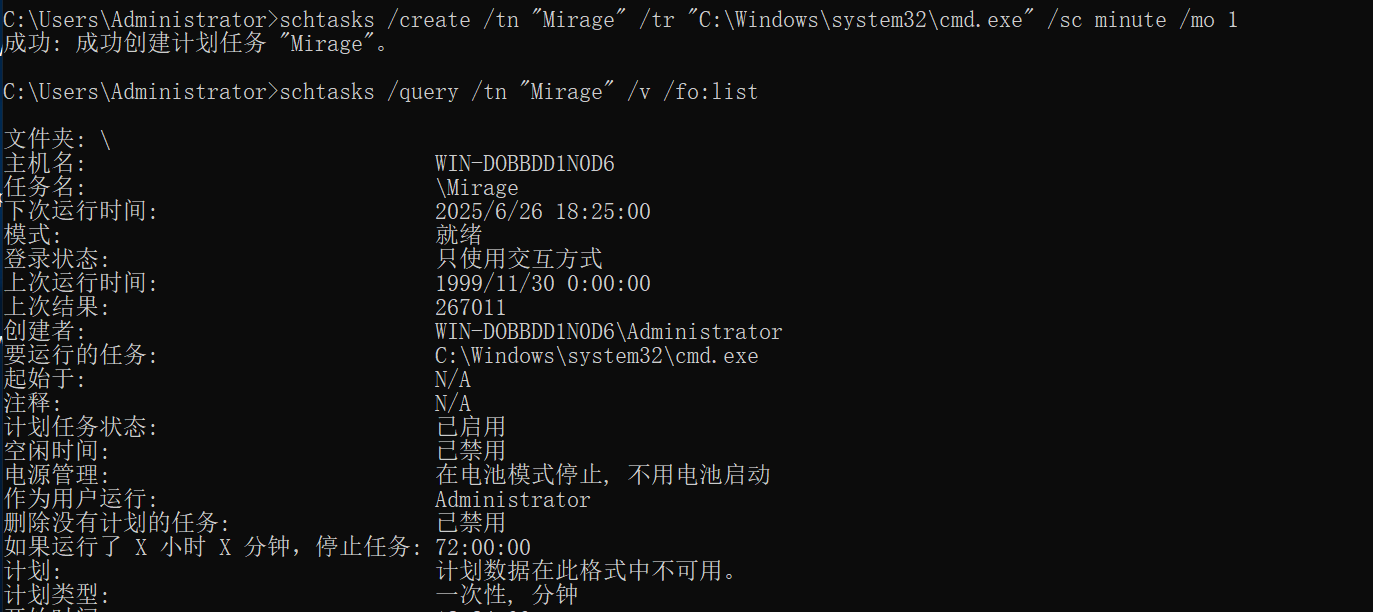 C:\Users\Administrator>schtasks /create /tn "Mirage" /tr "C:\Windows\system32\cmd.exe" /sc minute /mo 1
成功: 成功创建计划任务 "Mirage"。
C:\Users\Administrator>schtasks /query /tn "Mirage" /v /fo:list
文件夹: \
主机名: WIN-DOBBDD1N0D6
任务名: \Mirage
下次运行时间: 2025/6/26 18:25:00
模式: 就绪
登录状态: 只使用交互方式
上次运行时间: 1999/11/30 0:00:00
上次结果: 267011
创建者: WIN-DOBBDD1N0D6\Administrator
要运行的任务: C:\Windows\system32\cmd.exe
起始于: N/A
注释: N/A
计划任务状态: 已启用
空闲时间: 已禁用
电源管理: 在电池模式停止, 不用电池启动
作为用户运行: Administrator
删除没有计划的任务: 已禁用
如果运行了 X 小时 X 分钟，停止任务: 72:00:00
计划: 计划数据在此格式中不可用。
计划类型: 一次性, 分钟